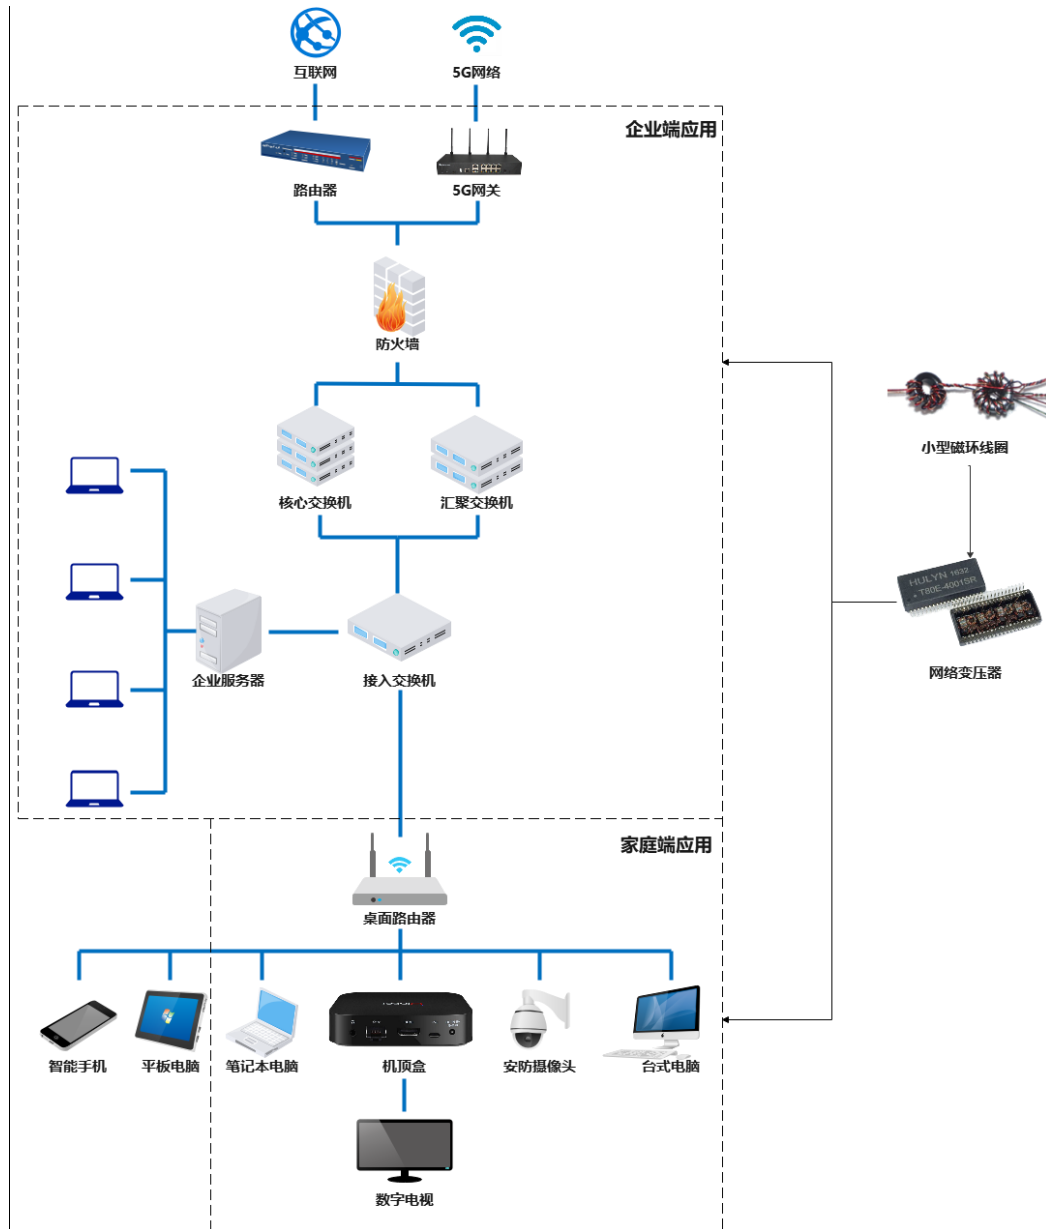 互联网
5G网络
企业端应用
路由器
5G网关
防火墙
小型磁环线圈
核心交换机
汇聚交换机
HULYN 1632
T80E-4001SR
企业服务器
接入交换机
网络变压器
家庭端应用
桌面路由器
智能手机
平板电脑
笔记本电脑
机顶盒
安防摄像头
台式电脑
数字电视